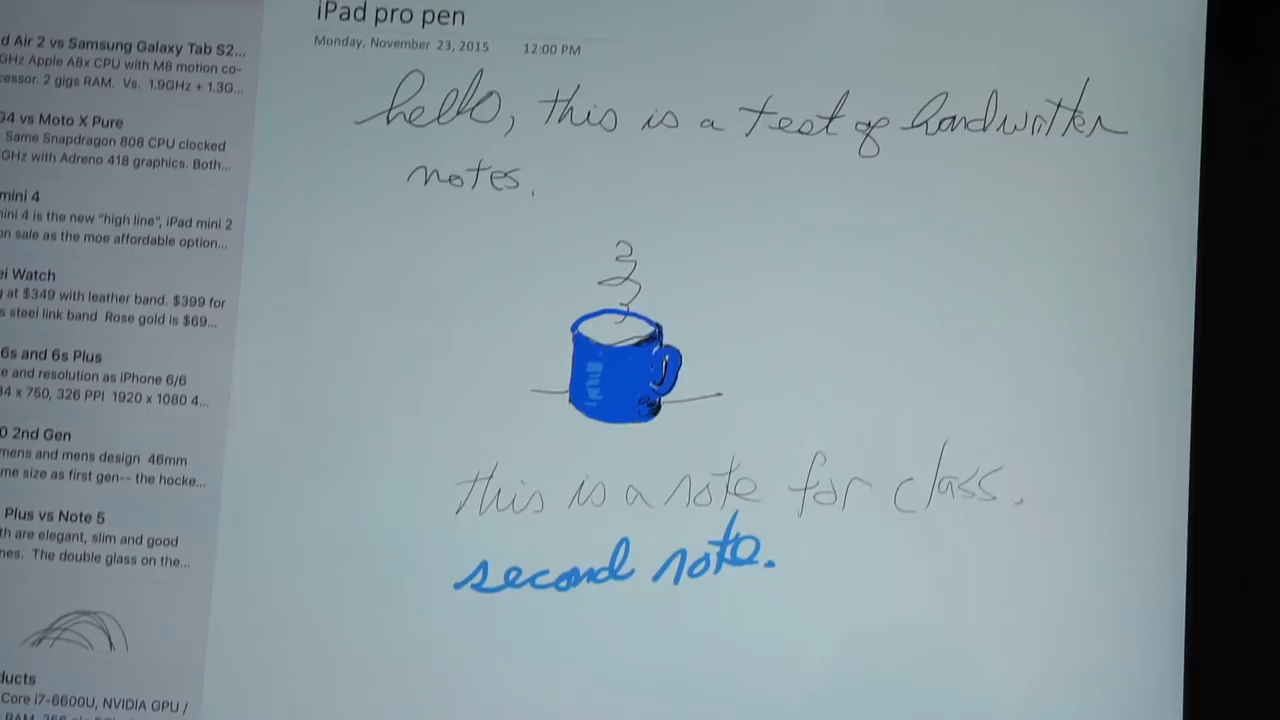 iPad pro pen
Monday, November 23, 2015 12:00 PM
hello, this is a test of handwritten
notes.
this is a note for class.
second note.
d Air 2 vs Samsung Galaxy Tab S2...
GHz Apple A8x CPU with M8 motion co-
cessor. 2 gigs RAM. Vs. 1.9GHz + 1.3G...
G4 vs Moto X Pure
Same Snapdragon 808 CPU clocked
GHz with Adreno 418 graphics. Both...
mini 4
mini 4 is the new "high line", iPad mini 2
on sale as the moe affordable option...
ei Watch
g at $349 with leather band. $399 for
s steel link band Rose gold is $69...
6s and 6s Plus
e and resolution as iPhone 6/6
34 x 750, 326 PPI 1920 x 1080 4...
0 2nd Gen
mens and mens design 46mm
me size as first gen-- the hocke...
Plus vs Note 5
th are elegant, slim and good
nes. The double glass on the...
ducts
Core i7-6600U, NVIDIA GPU /
RAM,